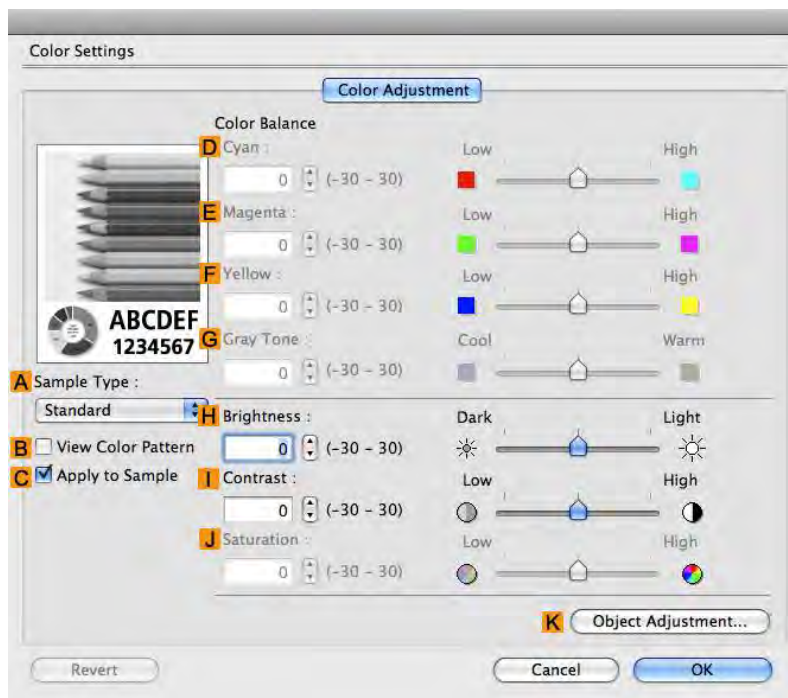 Color Settings
Color Adjustment
Color Balance
D Cyan :
Low High
0 (-30 - 30)
E Magenta :
Low High
0 (-30 - 30)
F Yellow :
Low High
0 (-30 - 30)
ABCDEF
1234567
G Gray Tone :
Cool Warm
0 (-30 - 30)
A Sample Type :
Standard
H Brightness :
Dark Light
B View Color Pattern
0 (-30 - 30)
C Apply to Sample
I Contrast :
Low High
0 (-30 - 30)
J Saturation :
Low High
0 (-30 - 30)
K Object Adjustment...
Revert Cancel OK